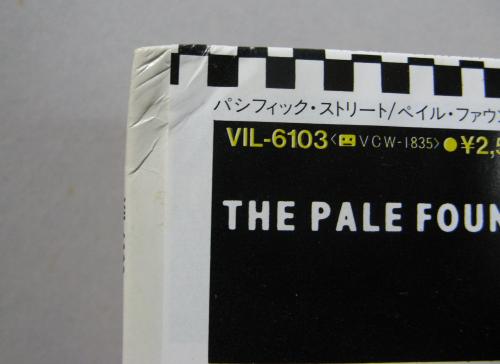 パシフィック・ストリート/ペイル・ファウ
VIL-6103〈VCW-1835〉●¥2,5
THE PALE FOUN